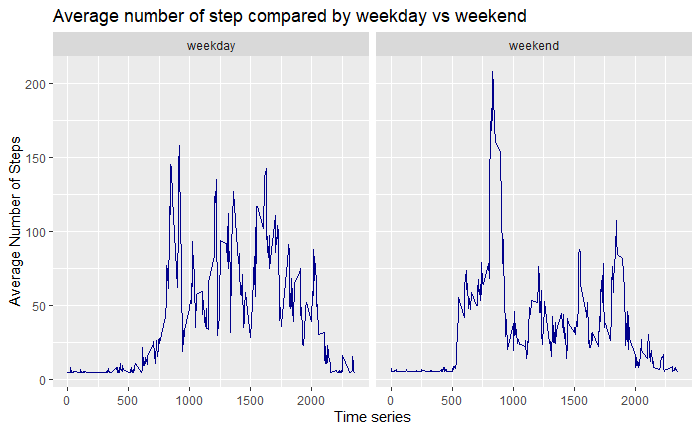 Average number of step compared by weekday vs weekend
weekday
weekend
200
150
100
50
0
Average Number of Steps
0 500 1000 1500 2000
0 500 1000 1500 2000
Time series